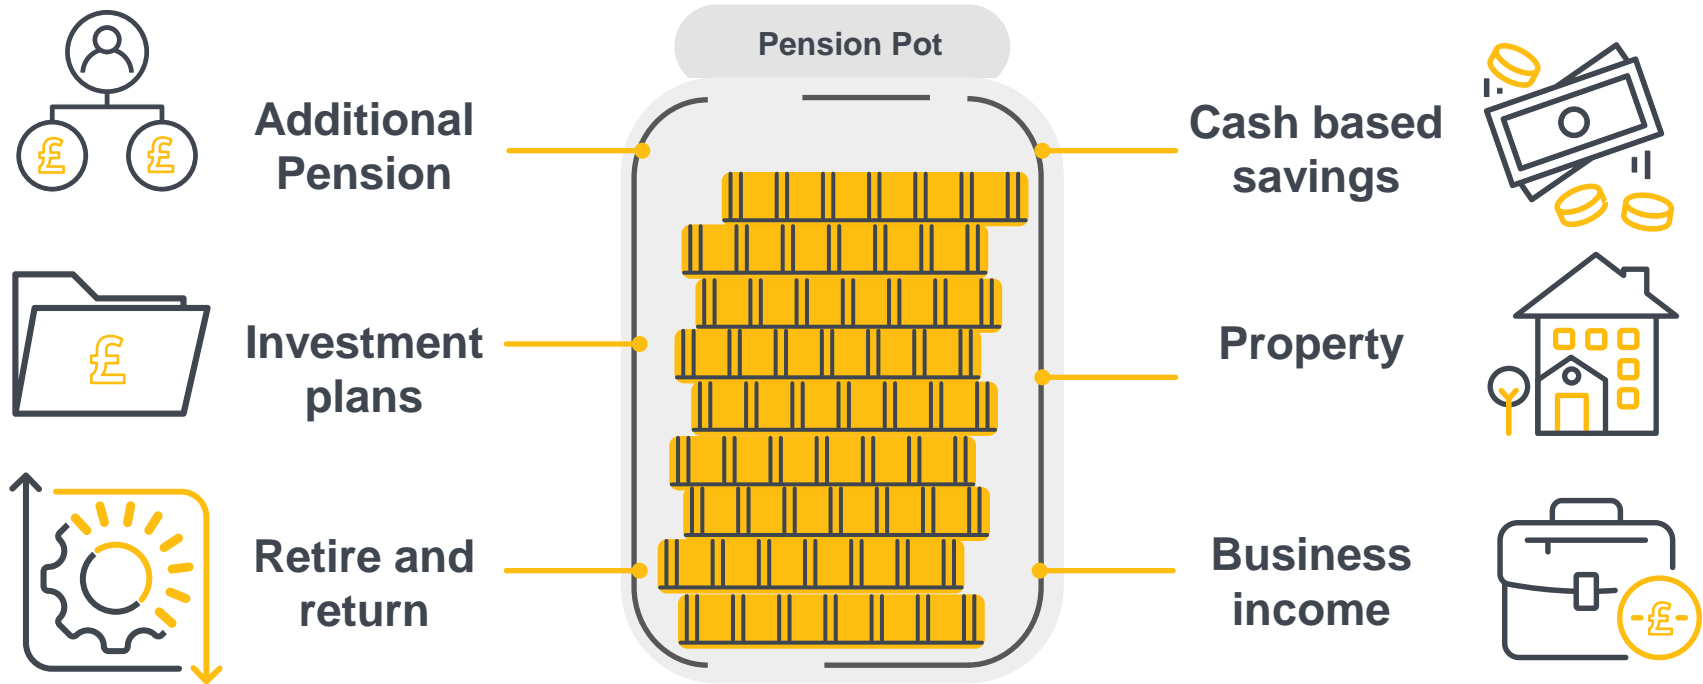 Pension Pot
Additional
Pension
£ £
Investment
plans
£
Retire and
return
Cash based
savings
Property
Business
income
-£-